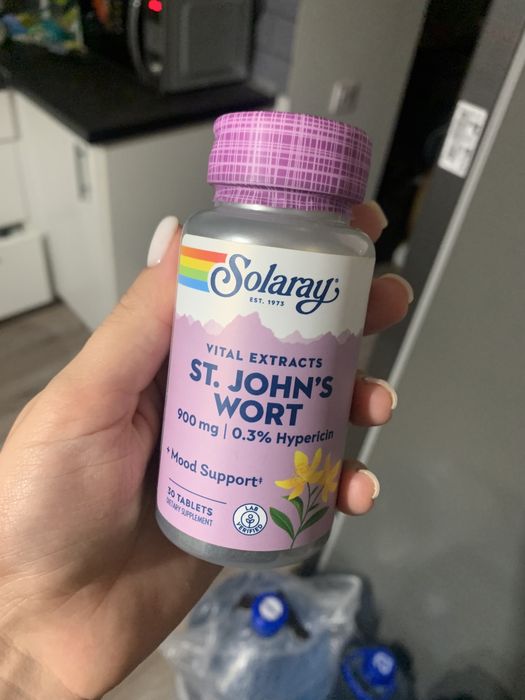 Solaray
EST. 1973
VITAL EXTRACTS
ST. JOHN'S
WORT
900 mg | 0.3% Hypericin
+ Mood Support‡
30 TABLETS
DIETARY SUPPLEMENT
LAB
VERIFIED